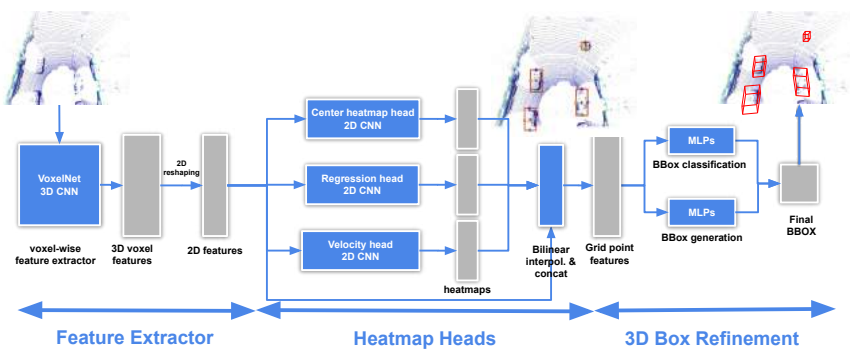 VoxelNet
3D CNN
voxel-wise
feature extractor
3D voxel
features
2D
reshaping
2D features
Center heatmap head
2D CNN
Regression head
2D CNN
Velocity head
2D CNN
heatmaps
Bilinear
interpol. &
concat
Grid point
features
MLPs
BBox classification
MLPs
BBox generation
Final
BBOX
Feature Extractor
Heatmap Heads
3D Box Refinement